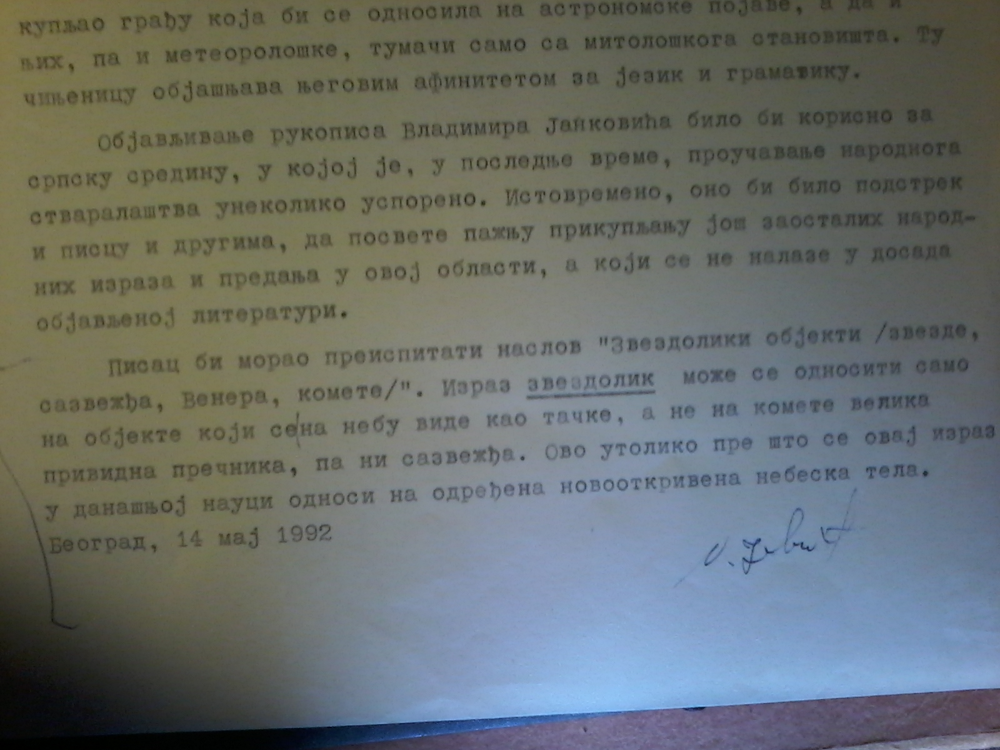 купљао грађу која би се односила на астрономске појаве, а да и
њих, па и метеоролошке, тумачи само са митолошкога становишта. Ту
чињеницу објашњава његовим афинитетом за језик и граматику.
Објављивање рукописа Владимира Јанковића било би корисно за
српску средину, у којој је, у последње време, проучавање народнога
стваралаштва унеколико успорено. Истовремено, оно би било подстрек
и писцу и другима, да посвете пажњу прикупљању још заосталих народ-
них израза и предања у овој области, а који се не налазе у досада
објављеној литератури.
Писац би морао преиспитати наслов "Звездолики објекти /звезде,
сазвежђа, Венера, комете/". Израз звездолик може се односити само
на објекте који се на небу виде као тачке, а не на комете велика
привидна пречника, па ни сазвежђа. Ово утолико пре што се овај израз
у данашњој науци односи на одређена новооткривена небеска тела.
Београд, 14 мај 1992